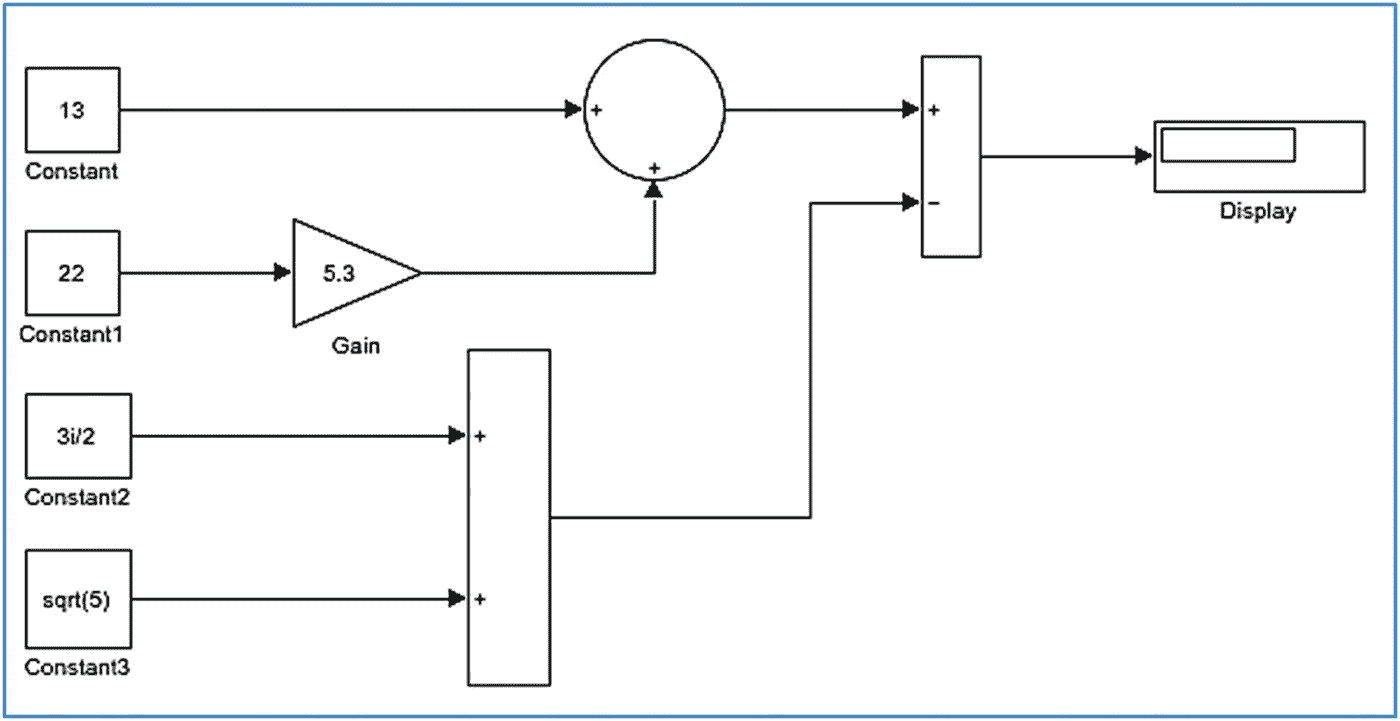 13
+
+
Constant
+
−
Display
22
5.3
Constant1
Gain
3i/2
+
Constant2
sqrt(5)
+
Constant3